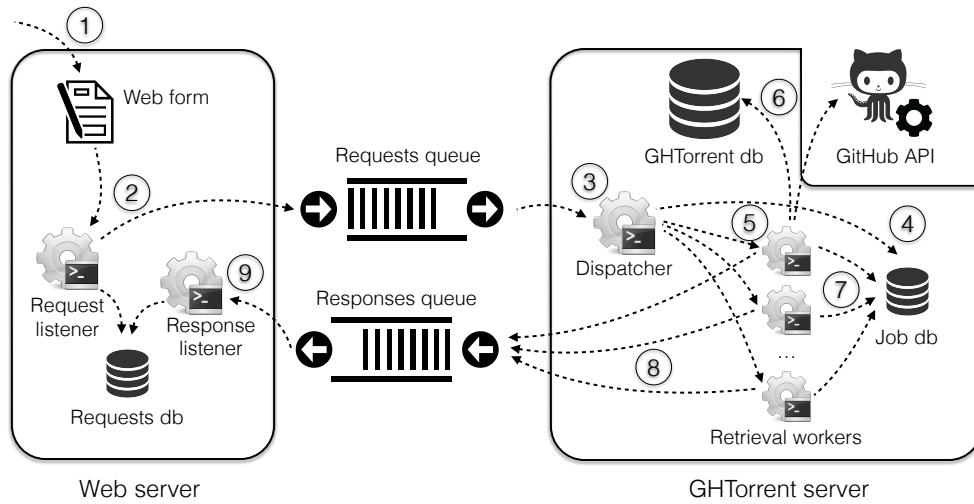 1
Web form
2
Request
listener
9
Response
listener
Requests db
Web server
Requests queue
Responses queue
3
Dispatcher
GHTorrent db
6
GitHub API
4
5
7
Job db
...
8
Retrieval workers
GHTorrent server
>_
>_
>_
>_
>_
>_